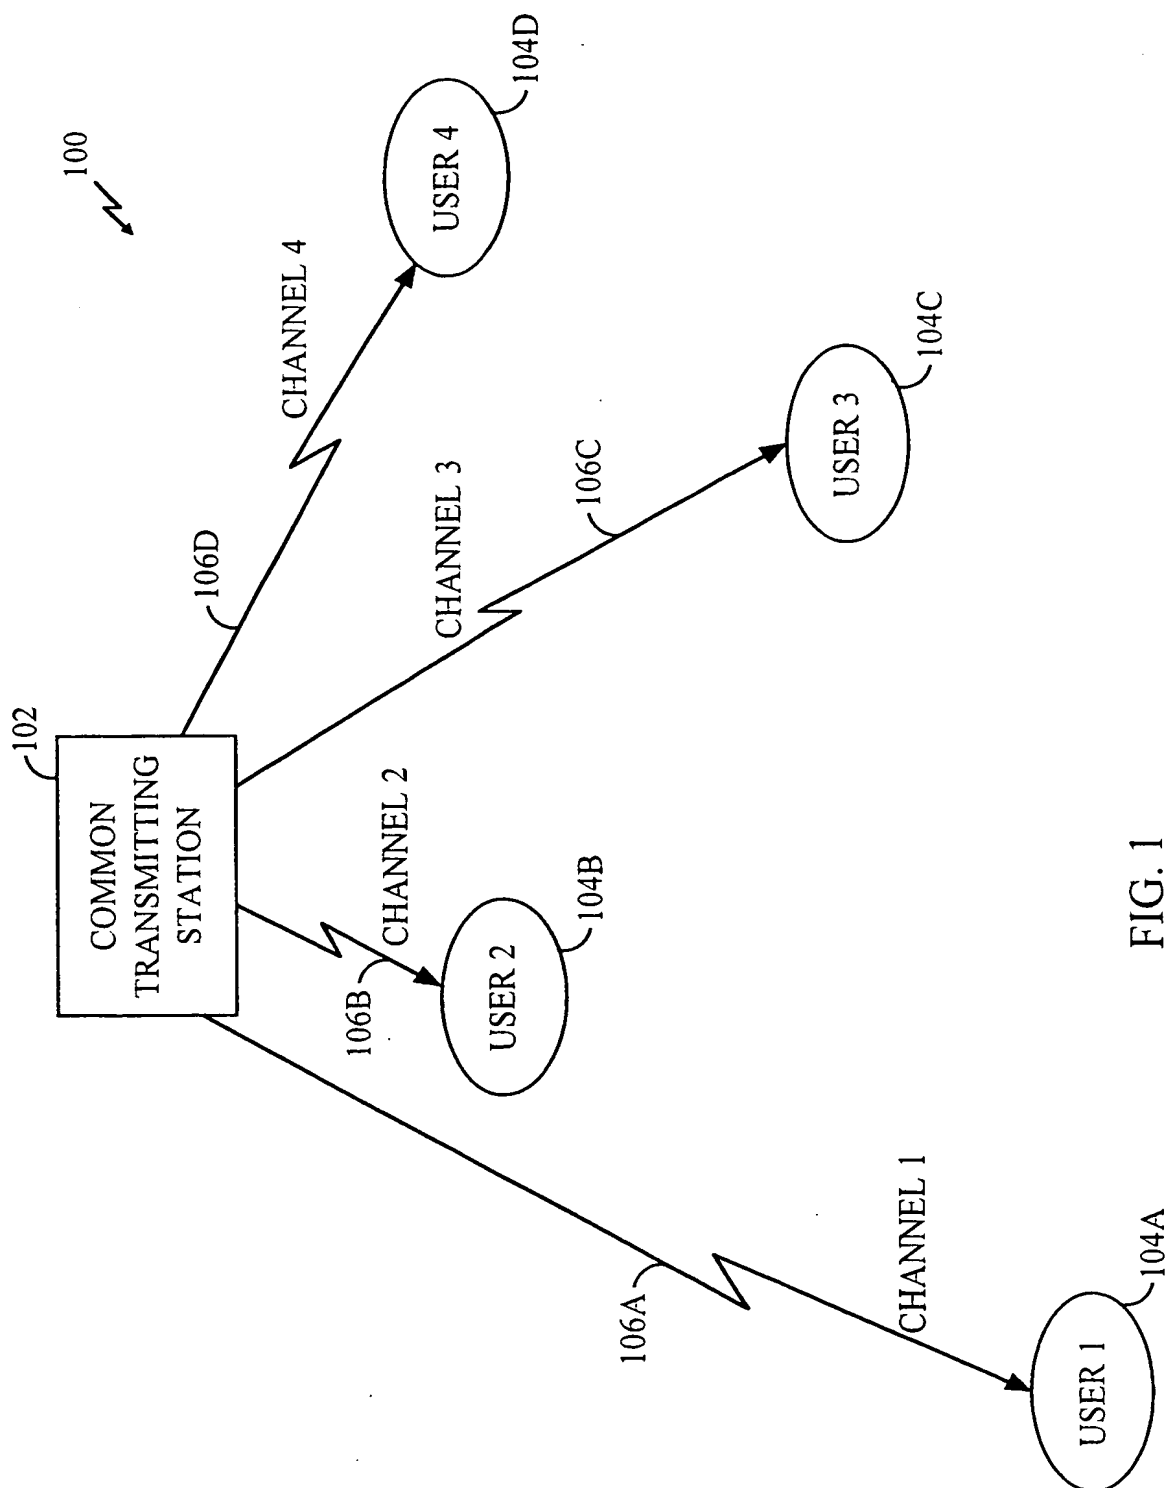 100
102
COMMON
TRANSMITTING
STATION
106D
CHANNEL 4
USER 4
104D
CHANNEL 3
106C
USER 3
104C
CHANNEL 2
106B
USER 2
104B
106A
CHANNEL 1
USER 1
104A
FIG. 1